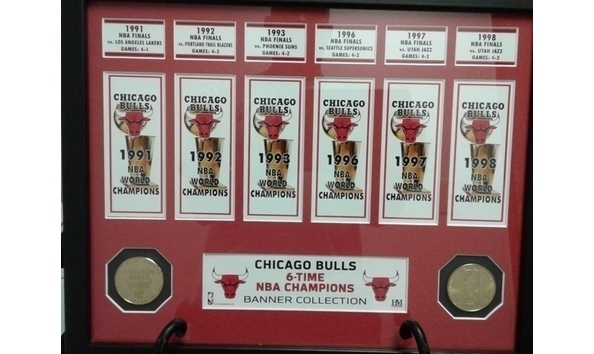 1991
NBA FINALS
vs. LOS ANGELES LAKERS
GAMES: 4-1
1992
NBA FINALS
vs. PORTLAND TRAIL BLAZERS
GAMES: 4-2
1993
NBA FINALS
vs. PHOENIX SUNS
GAMES: 4-2
1996
NBA FINALS
vs. SEATTLE SUPERSONICS
GAMES: 4-2
1997
NBA FINALS
vs. UTAH JAZZ
GAMES: 4-2
1998
NBA FINALS
vs. UTAH JAZZ
GAMES: 4-2
CHICAGO
BULLS
1991
NBA
WORLD
CHAMPIONS
CHICAGO
BULLS
1992
NBA
WORLD
CHAMPIONS
CHICAGO
BULLS
1993
NBA
WORLD
CHAMPIONS
CHICAGO
BULLS
1996
NBA
WORLD
CHAMPIONS
CHICAGO
BULLS
1997
NBA
WORLD
CHAMPIONS
CHICAGO
BULLS
1998
NBA
WORLD
CHAMPIONS
CHICAGO BULLS
6-TIME
NBA CHAMPIONS
BANNER COLLECTION
HM